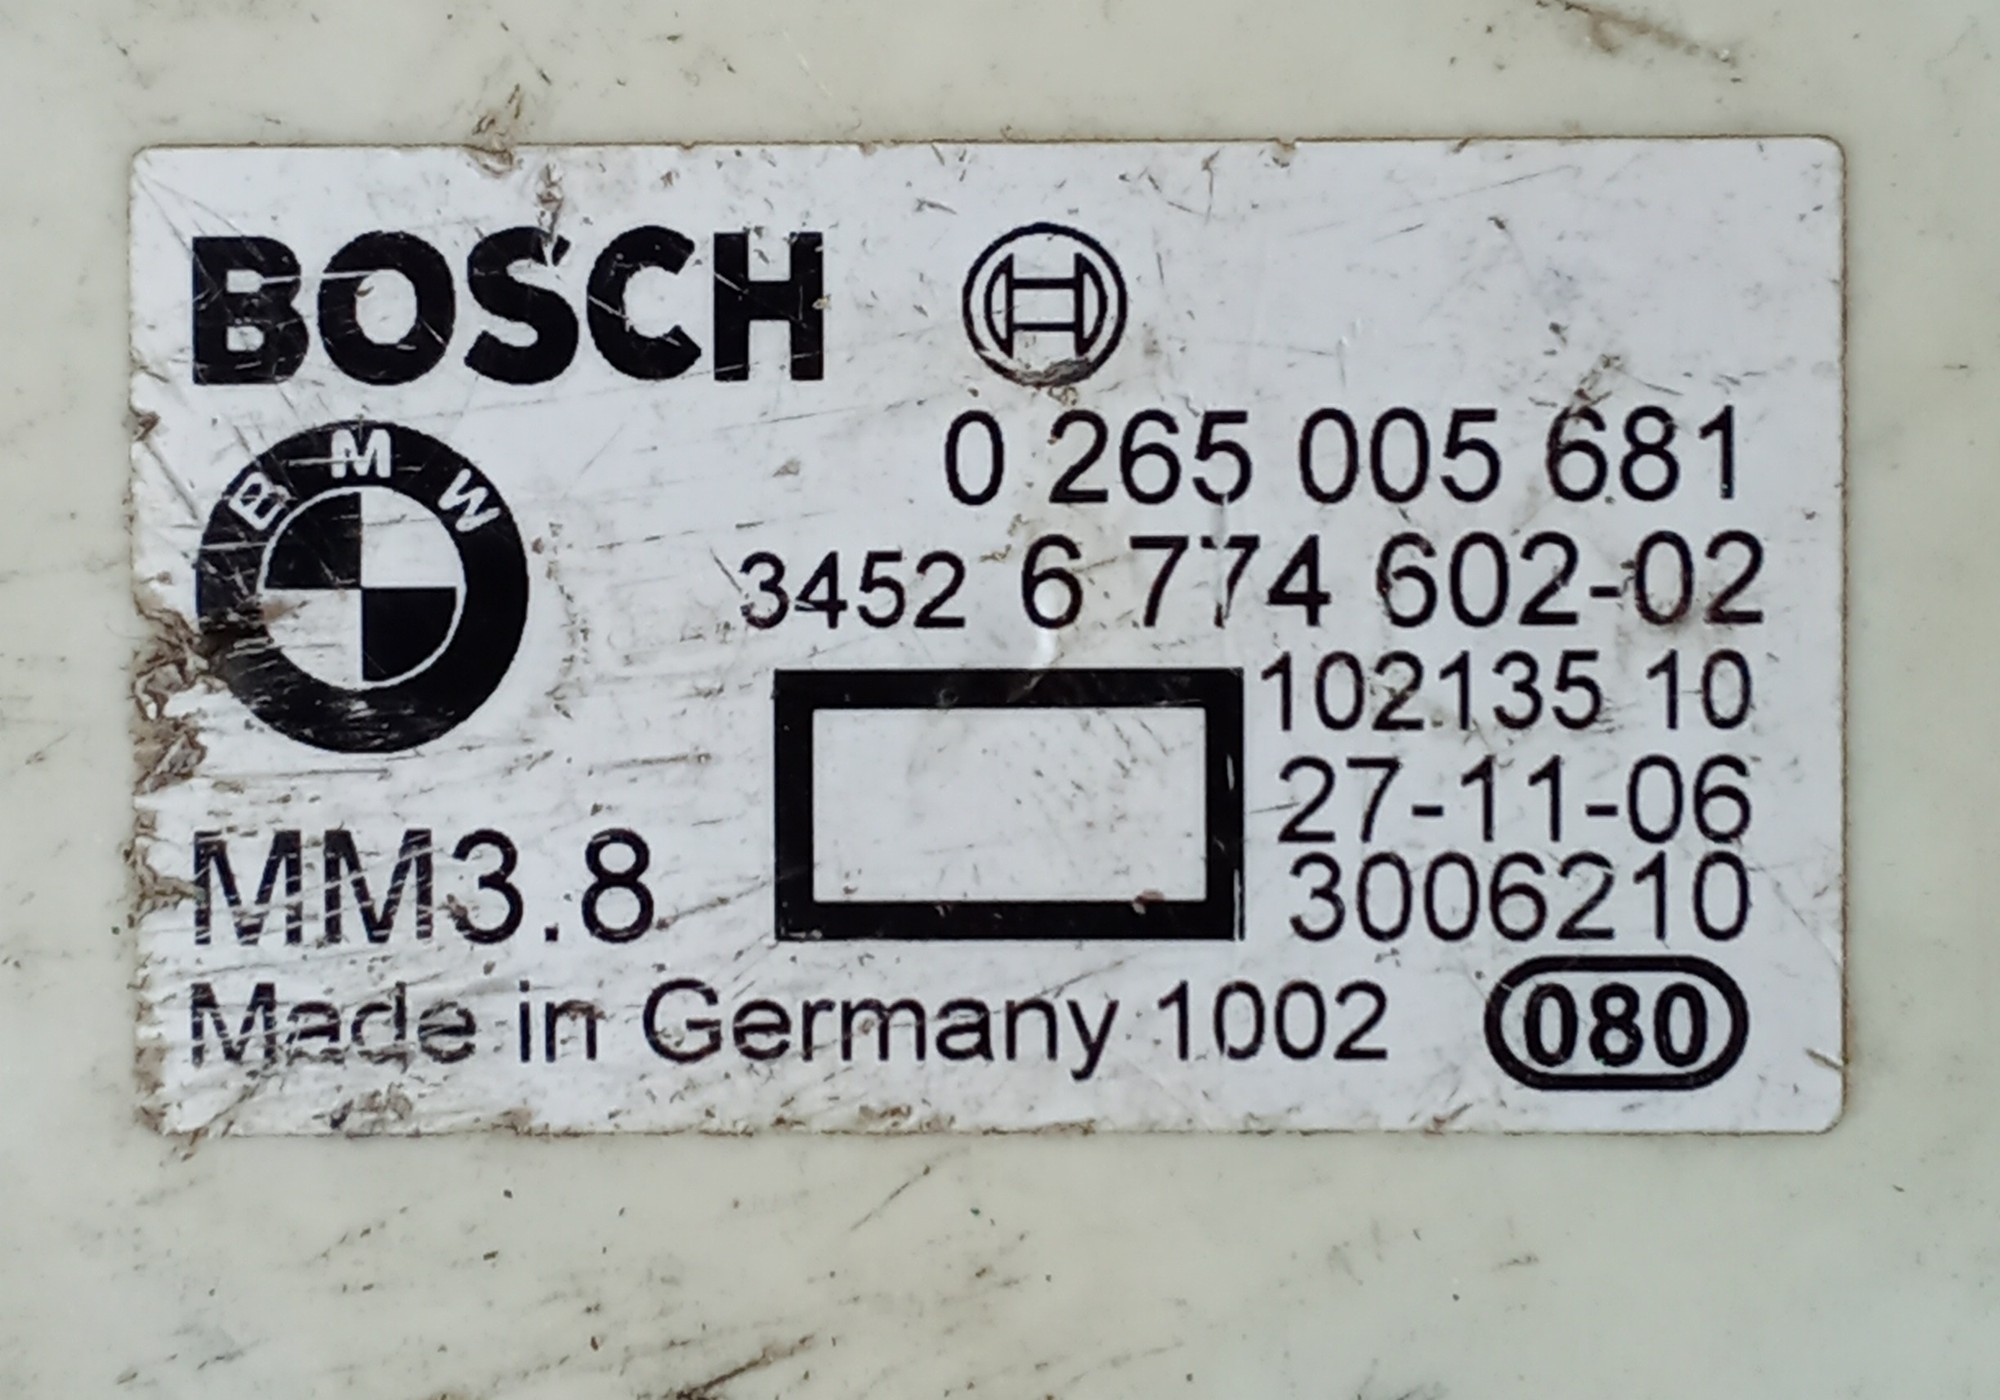 BOSCH
0 265 005 681
BMW
3452 6 774 602-02
102135 10
27-11-06
MM3.8
3006210
Made in Germany 1002
080